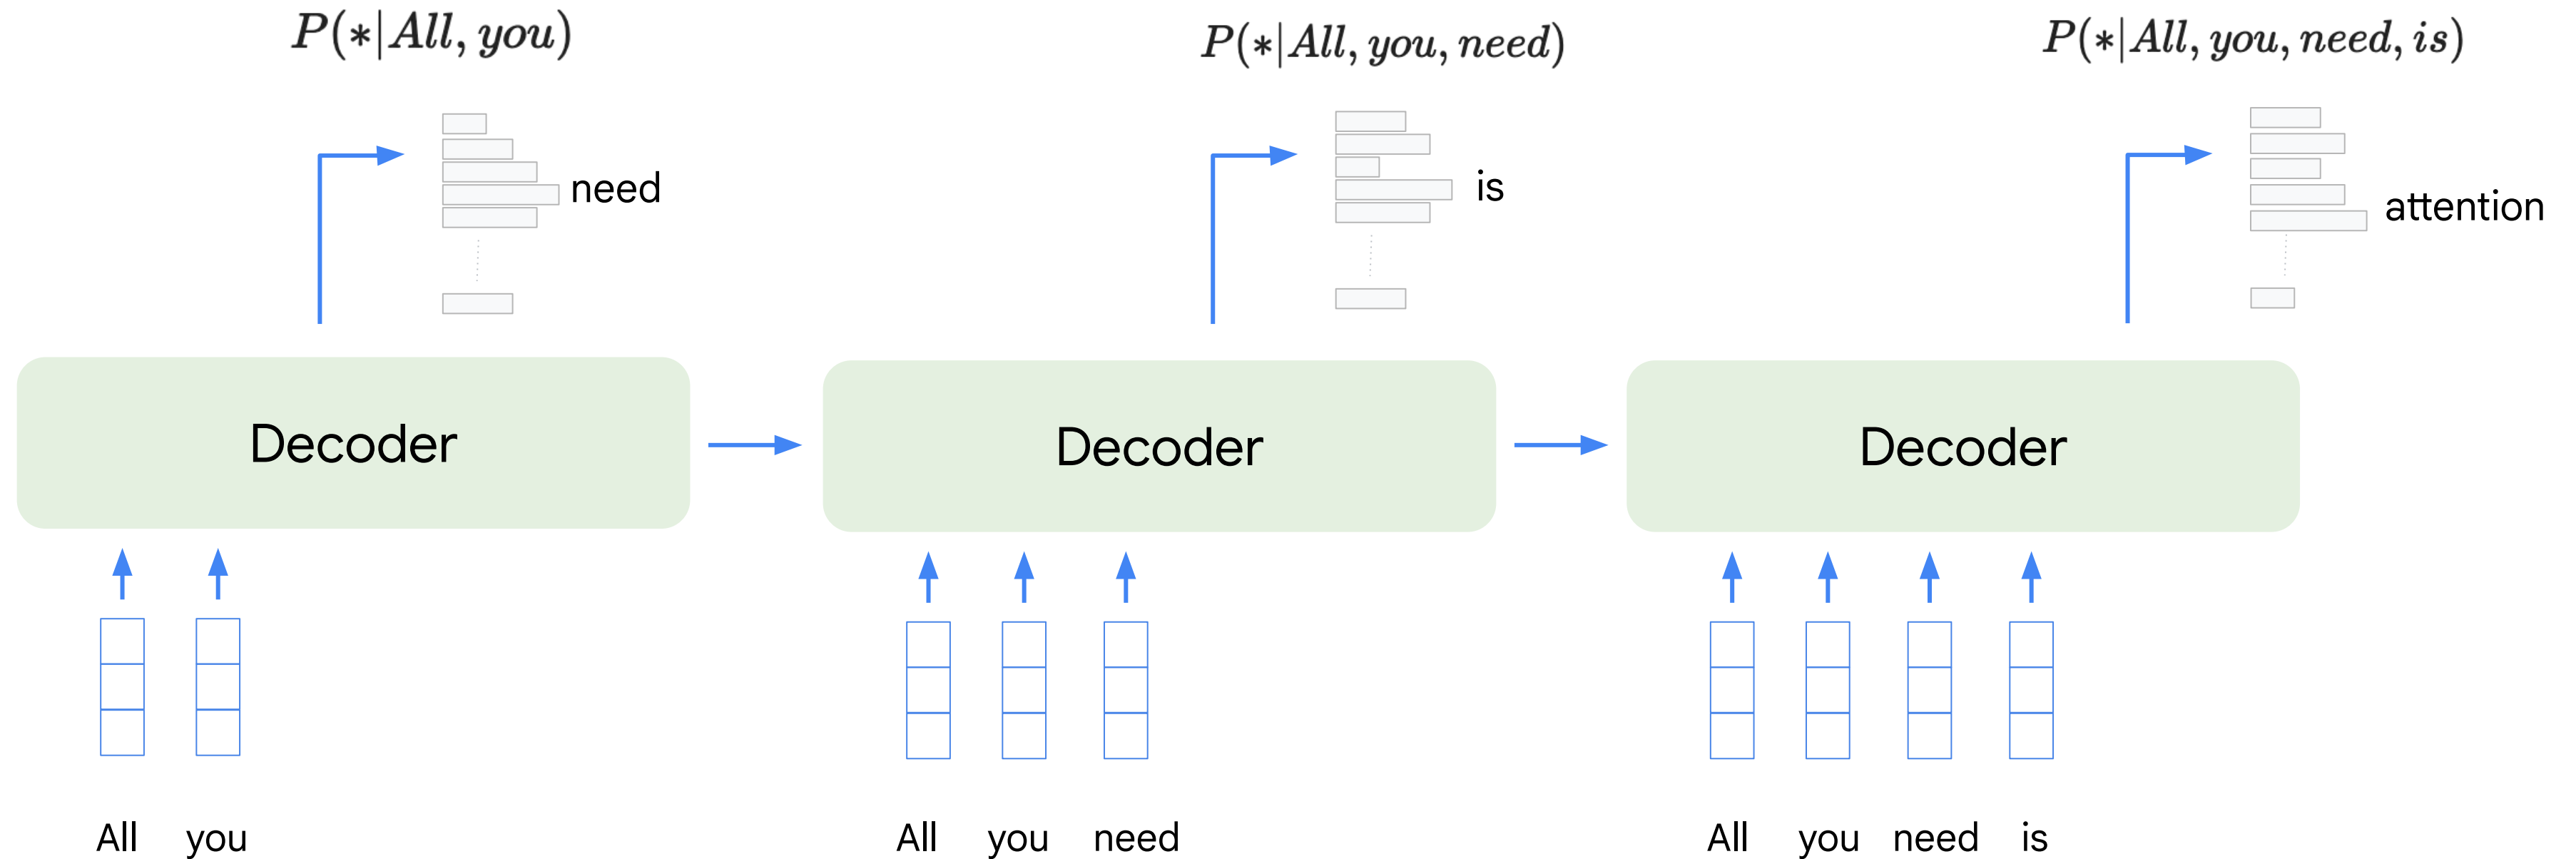 P(*|All, you)
P(*|All, you, need)
P(*|All, you, need, is)
need
is
attention
Decoder
Decoder
Decoder
All you
All you need
All you need is